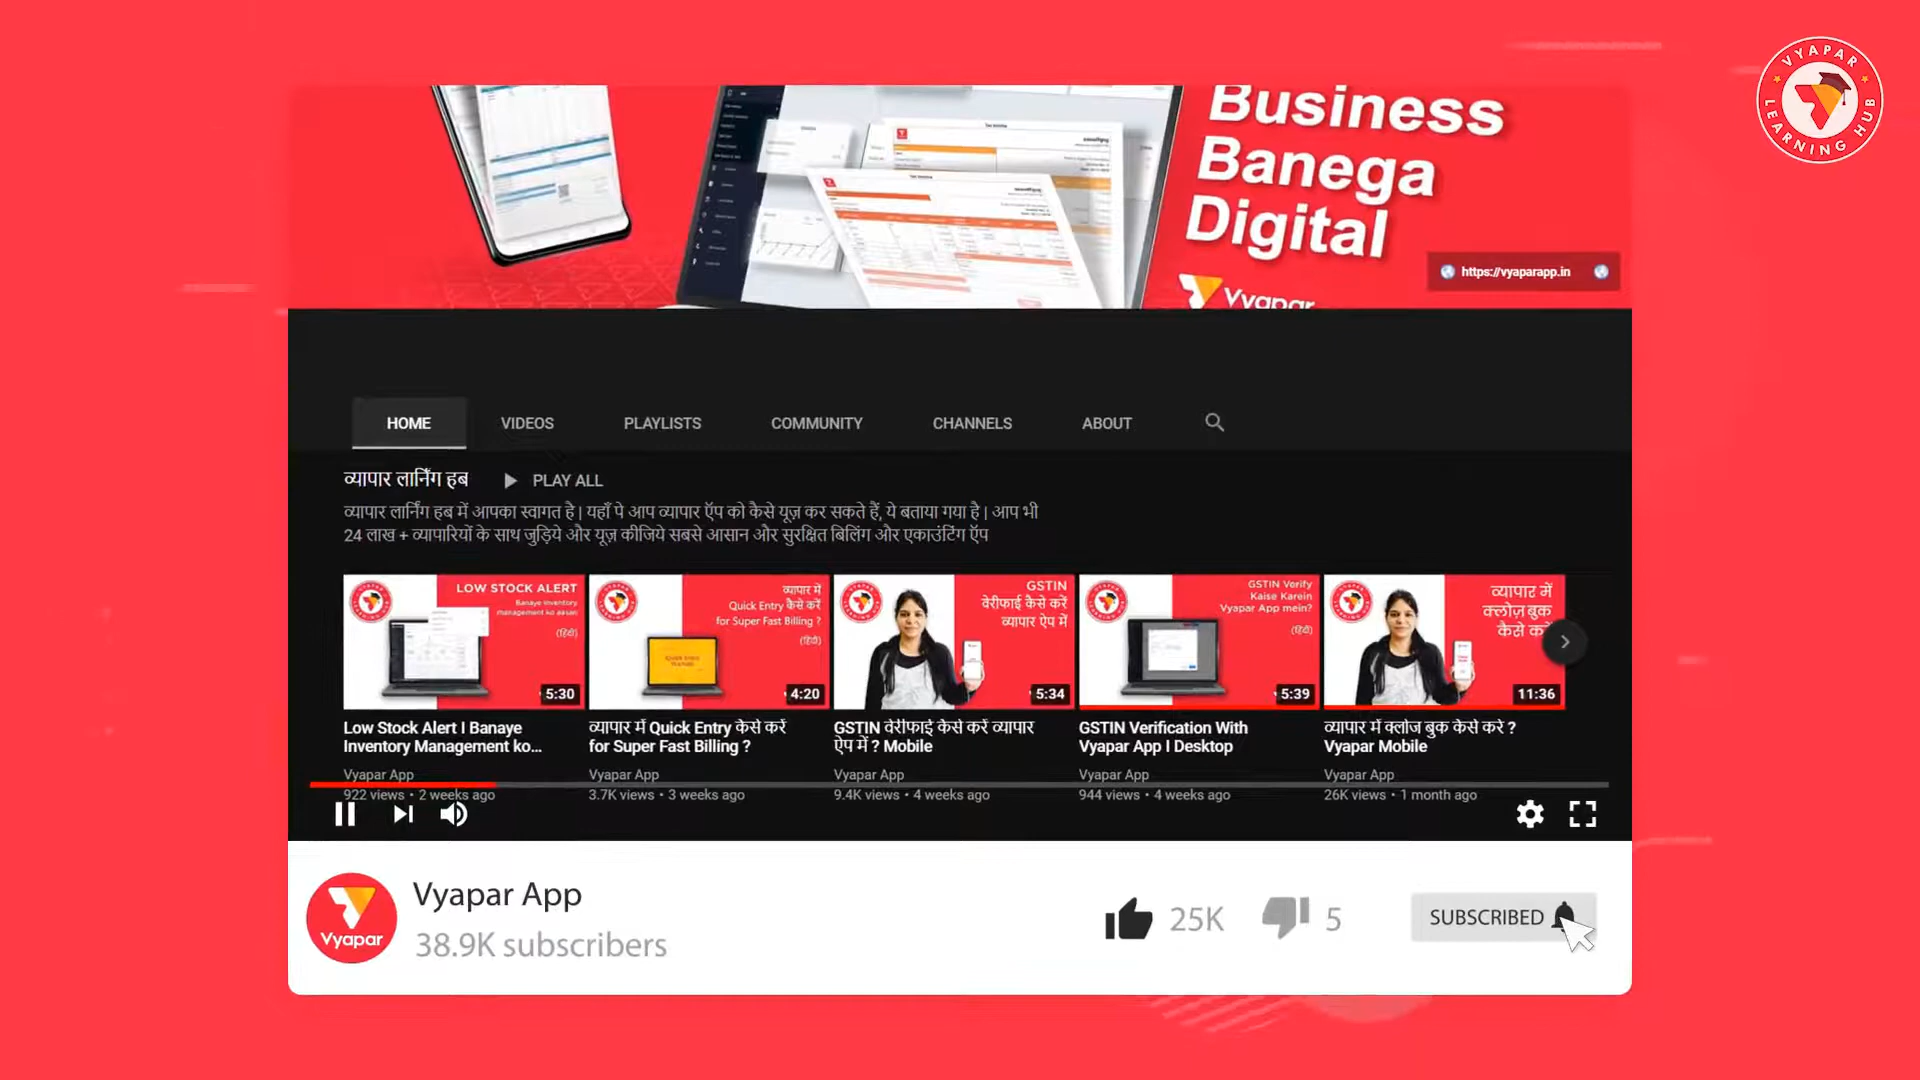 VYAPAR
LEARNING HUB
Business
Banega
Digital
https://vyaparapp.in
Vyapar
HOME
VIDEOS
PLAYLISTS
COMMUNITY
CHANNELS
ABOUT
व्यापार लार्निंग हब
PLAY ALL
व्यापार लार्निंग हब में आपका स्वागत है | यहाँ पे आप व्यापार ऍप को कैसे यूज़ कर सकते हैं, ये बताया गया है | आप भी
24 लाख + व्यापारियों के साथ जुड़िये और यूज़ कीजिये सबसे आसान और सुरक्षित बिलिंग और एकाउंटिंग ऍप
LOW STOCK ALERT
Banaye Inventory
management ko aasan
(हिंदी)
5:30
व्यापार में
Quick Entry कैसे करें
for Super Fast Billing ?
(हिंदी)
4:20
GSTIN
वेरीफाई कैसे करें
व्यापार ऐप में
5:34
GSTIN Verify
Kaise Karein
Vyapar App mein?
(हिंदी)
5:39
व्यापार में
क्लोज़ बुक
कैसे
11:36
Low Stock Alert I Banaye
Inventory Management ko...
व्यापार में Quick Entry कैसे करें
for Super Fast Billing ?
GSTIN वेरीफाई कैसे करें व्यापार
ऐप में ? Mobile
GSTIN Verification With
Vyapar App I Desktop
व्यापार में क्लोज बुक कैसे करे ?
Vyapar Mobile
Vyapar App
Vyapar App
Vyapar App
Vyapar App
Vyapar App
922 views • 2 weeks ago
3.7K views • 3 weeks ago
9.4K views • 4 weeks ago
944 views • 4 weeks ago
26K views • 1 month ago
Vyapar
Vyapar App
38.9K subscribers
25K
5
SUBSCRIBED